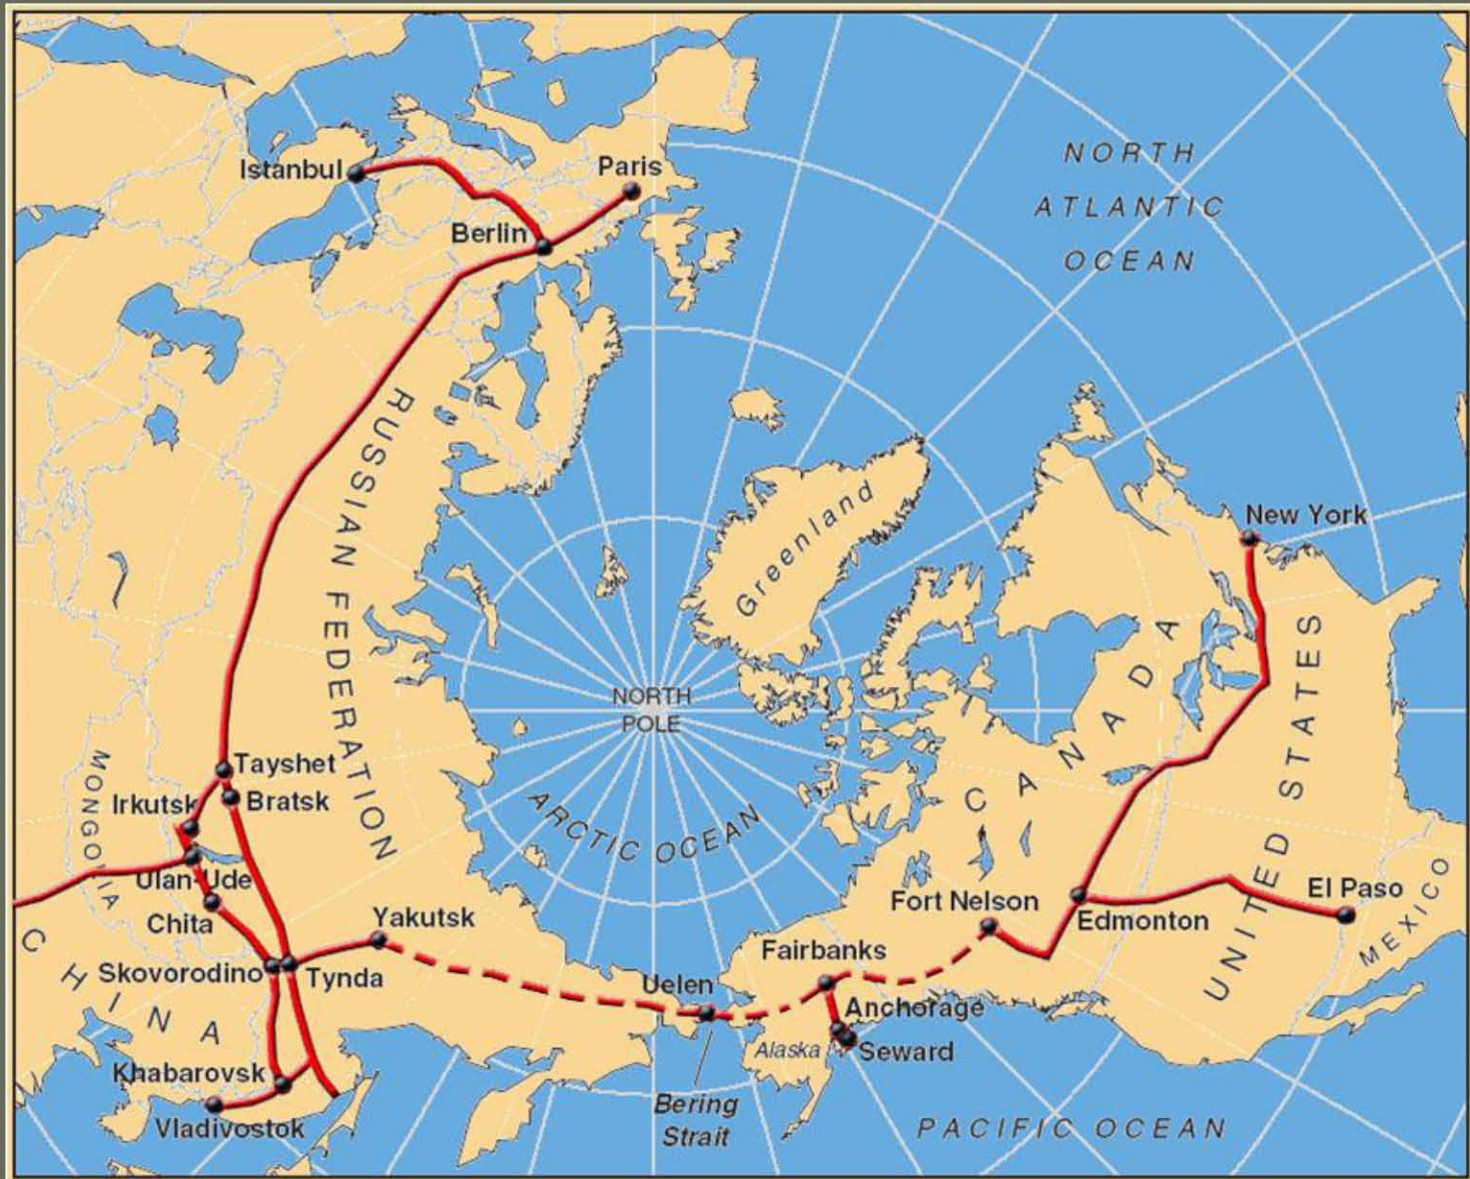 NORTH
ATLANTIC
OCEAN
Istanbul
Paris
Berlin
RUSSIAN FEDERATION
Greenland
New York
NORTH
POLE
ARCTIC OCEAN
CANADA
UNITED STATES
MEXICO
MONGOLIA
CHINA
Tayshet
Irkutsk
Bratsk
Ulan-Ude
Chita
Yakutsk
Skovorodino
Tynda
Khabarovsk
Vladivostok
Uelen
Bering
Strait
Fairbanks
Anchorage
Alaska
Seward
Fort Nelson
Edmonton
El Paso
PACIFIC OCEAN